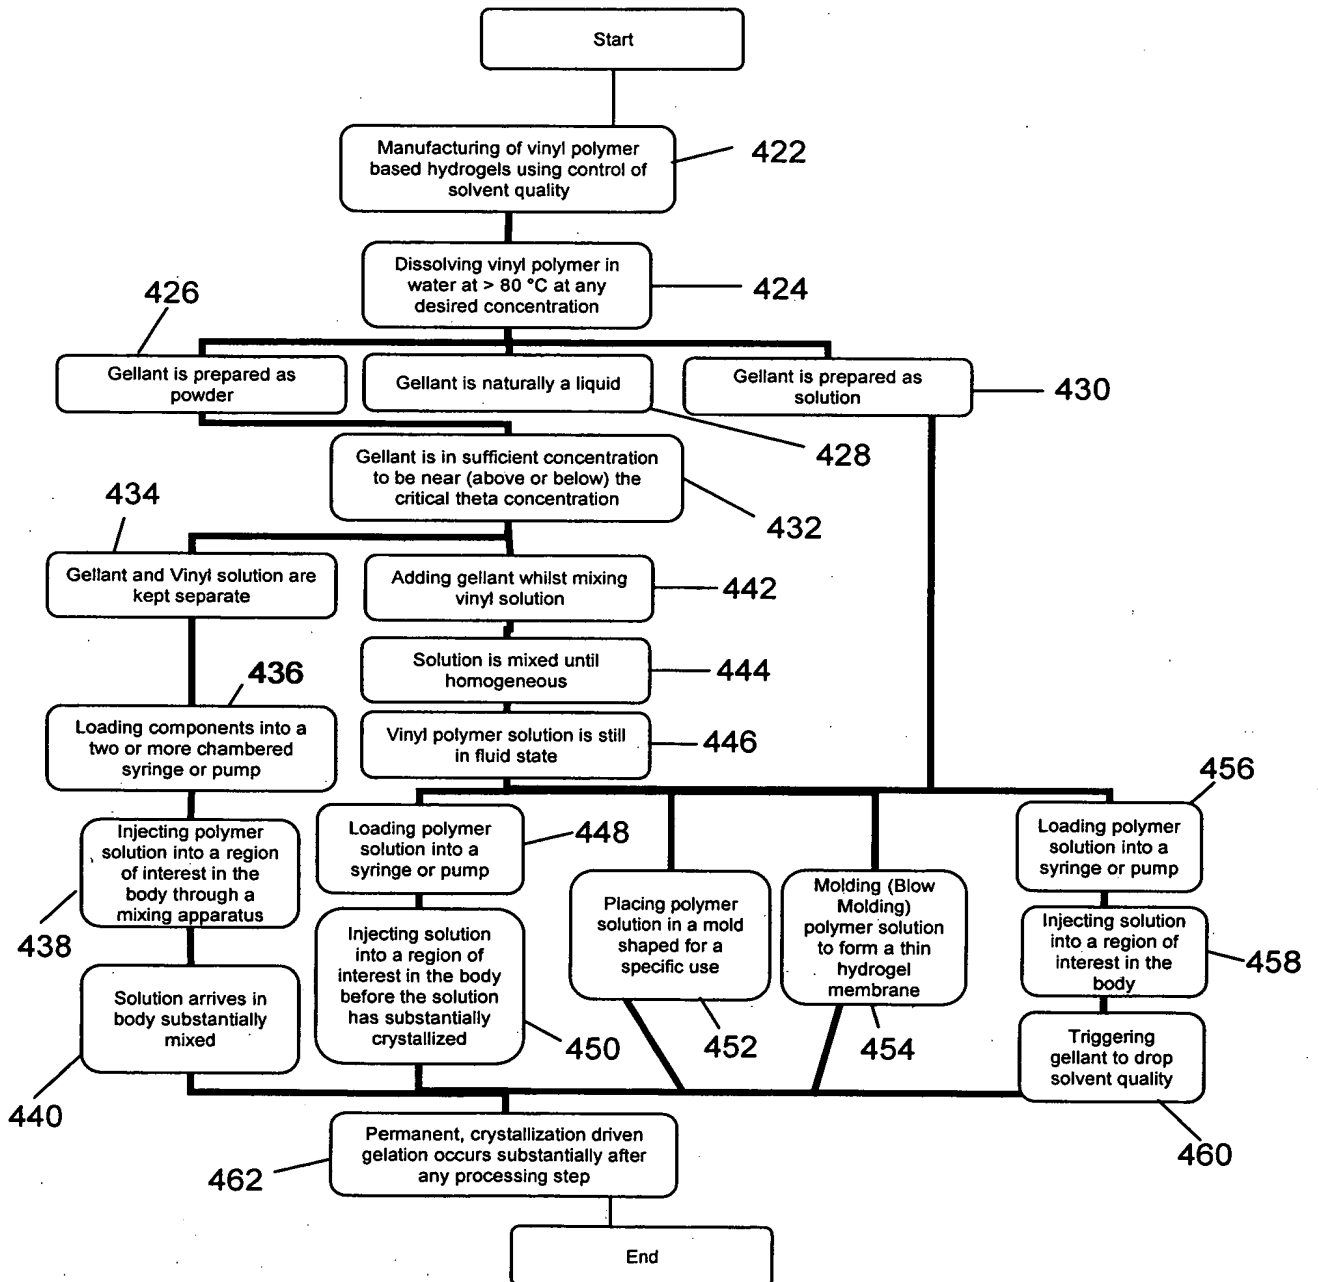 Start
Manufacturing of vinyl polymer
based hydrogels using control of
solvent quality
422
Dissolving vinyl polymer in
water at > 80 °C at any
desired concentration
424
426
Gellant is prepared as
powder
Gellant is naturally a liquid
428
Gellant is prepared as
solution
430
Gellant is in sufficient concentration
to be near (above or below) the
critical theta concentration
432
434
Gellant and Vinyl solution are
kept separate
Adding gellant whilst mixing
vinyl solution
442
436
Solution is mixed until
homogeneous
444
Loading components into a
two or more chambered
syringe or pump
Vinyl polymer solution is still
in fluid state
446
456
Injecting polymer
solution into a region
of interest in the
body through a
mixing apparatus
438
Loading polymer
solution into a
syringe or pump
448
Placing polymer
solution in a mold
shaped for a
specific use
452
Molding (Blow
Molding)
polymer solution
to form a thin
hydrogel
membrane
454
Loading polymer
solution into a
syringe or pump
Injecting solution
into a region of
interest in the
body
458
Solution arrives in
body substantially
mixed
440
Injecting solution
into a region of
interest in the body
before the solution
has substantially
crystallized
450
Triggering
gellant to drop
solvent quality
460
Permanent, crystallization driven
gelation occurs substantially after
any processing step
462
End